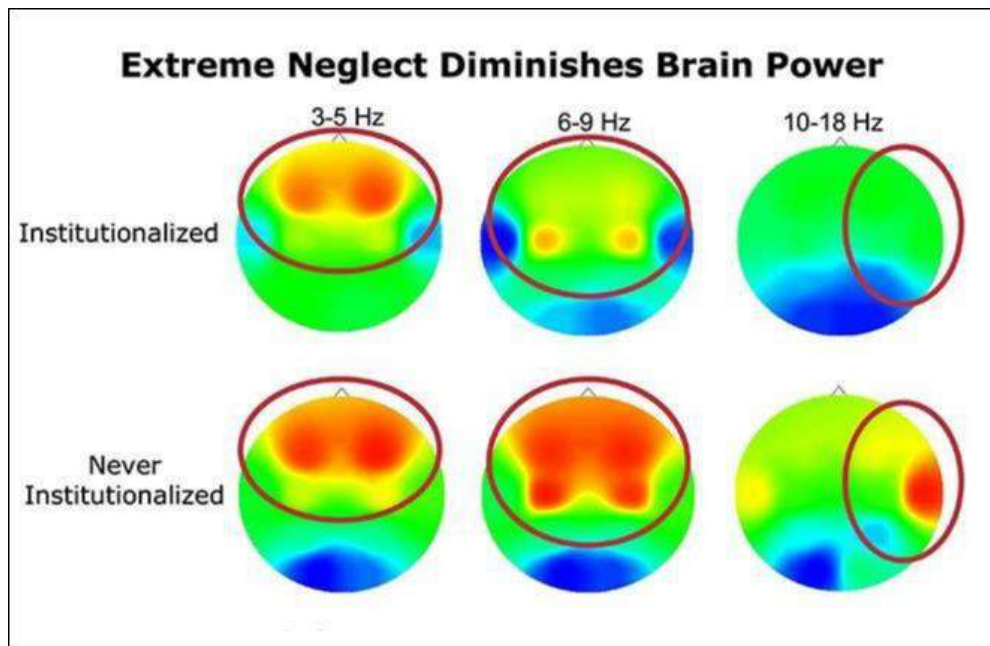 Extreme Neglect Diminishes Brain Power
3-5 Hz
6-9 Hz
10-18 Hz
Institutionalized
Never
Institutionalized